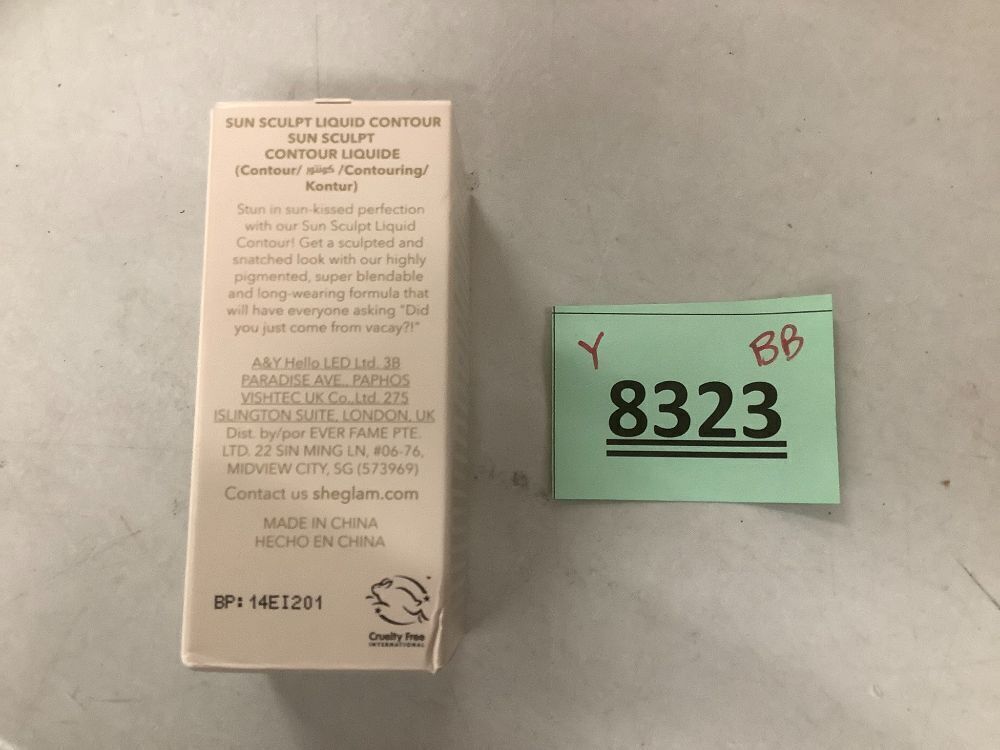 SUN SCULPT LIQUID CONTOUR
SUN SCULPT
CONTOUR LIQUIDE
(Contour/ كونتور /Contouring/
Kontur)
Stun in sun-kissed perfection
with our Sun Sculpt Liquid
Contour! Get a sculpted and
snatched look with our highly
pigmented, super blendable
and long-wearing formula that
will have everyone asking "Did
you just come from vacay?!"
A&Y Hello LED Ltd. 3B
PARADISE AVE., PAPHOS
VISHTEC UK Co.,Ltd. 275
ISLINGTON SUITE, LONDON, UK
Dist. by/por EVER FAME PTE.
LTD. 22 SIN MING LN, #06-76,
MIDVIEW CITY, SG (573969)
Contact us sheglam.com
MADE IN CHINA
HECHO EN CHINA
BP: 14EI201
Cruelty Free
INTERNATIONAL
Y BB
8323